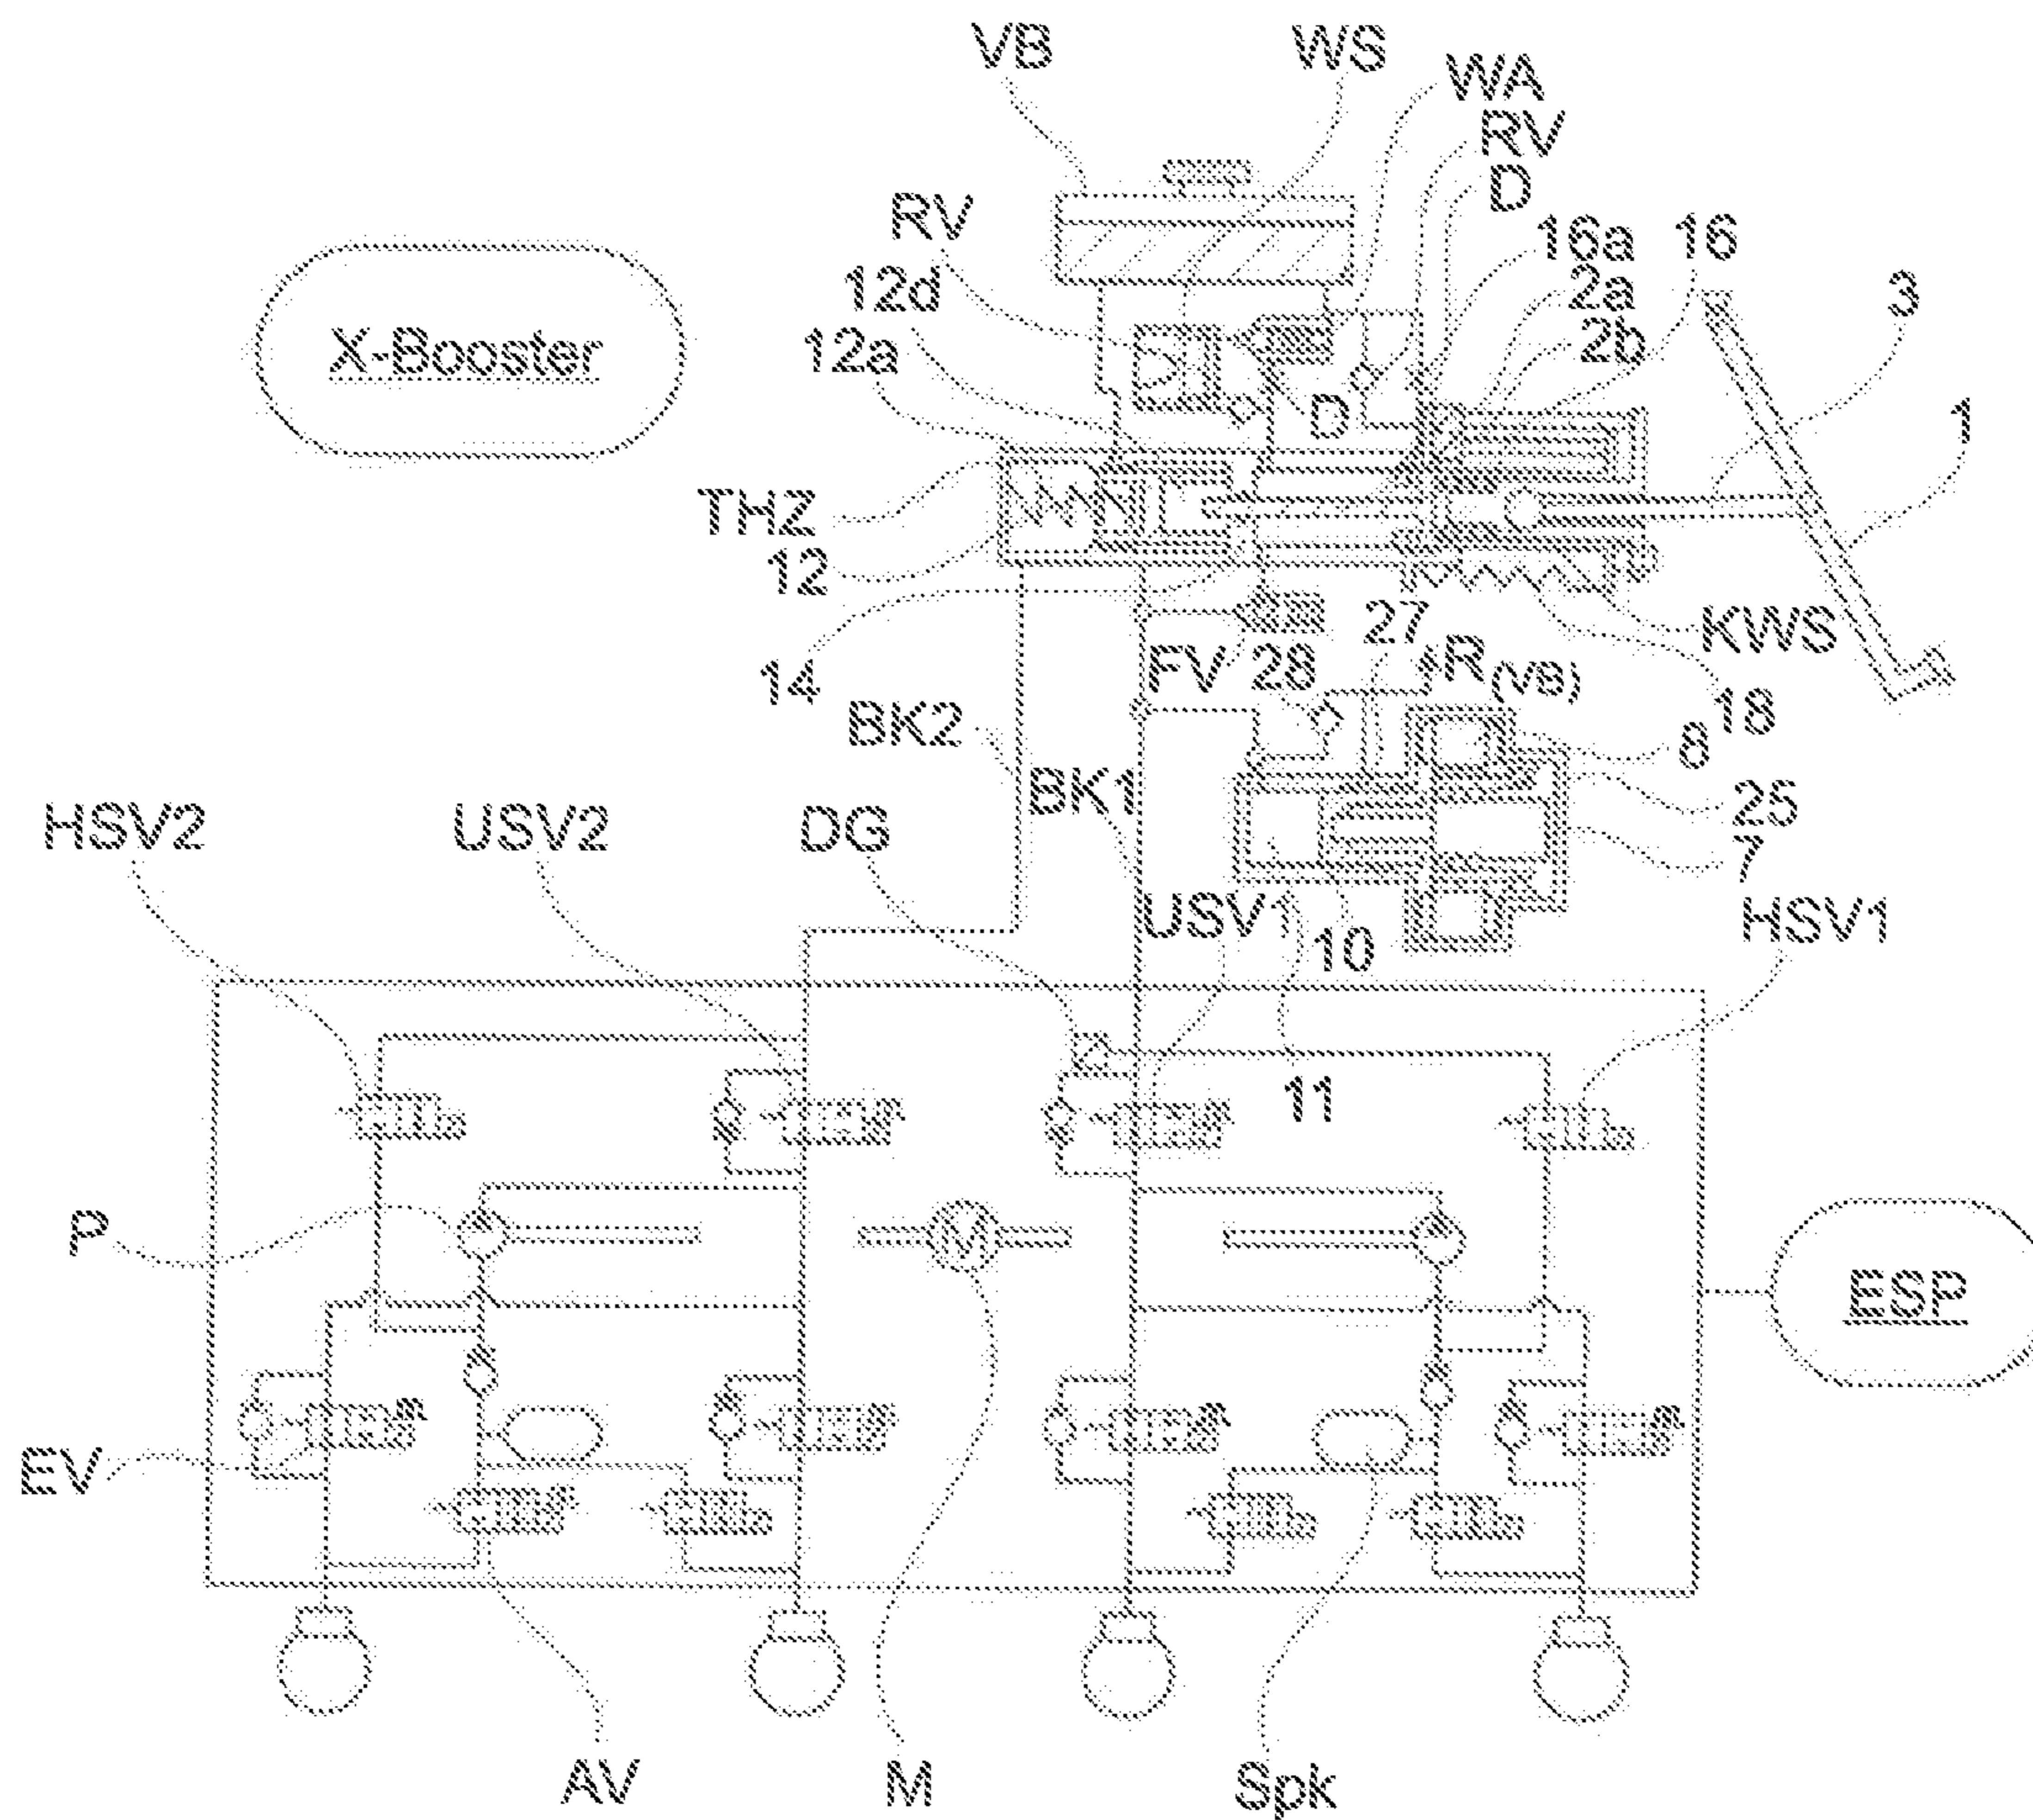 VB
WS
WA
RV
D
RV
16a
16
12d
2a
3
X-Booster
12a
2b
1
D
THZ
12
27
KWS
14
FV
28
R(VB)
BK2
18
8
BK1
25
HSV2
USV2
DG
7
USV1
HSV1
10
11
P
M
ESP
EV
AV
M
Spk